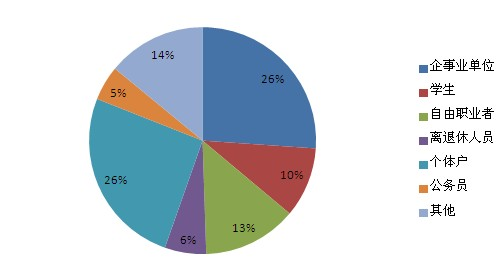 14%
26%
5%
10%
26%
13%
6%
企事业单位
学生
自由职业者
离退休人员
个体户
公务员
其他